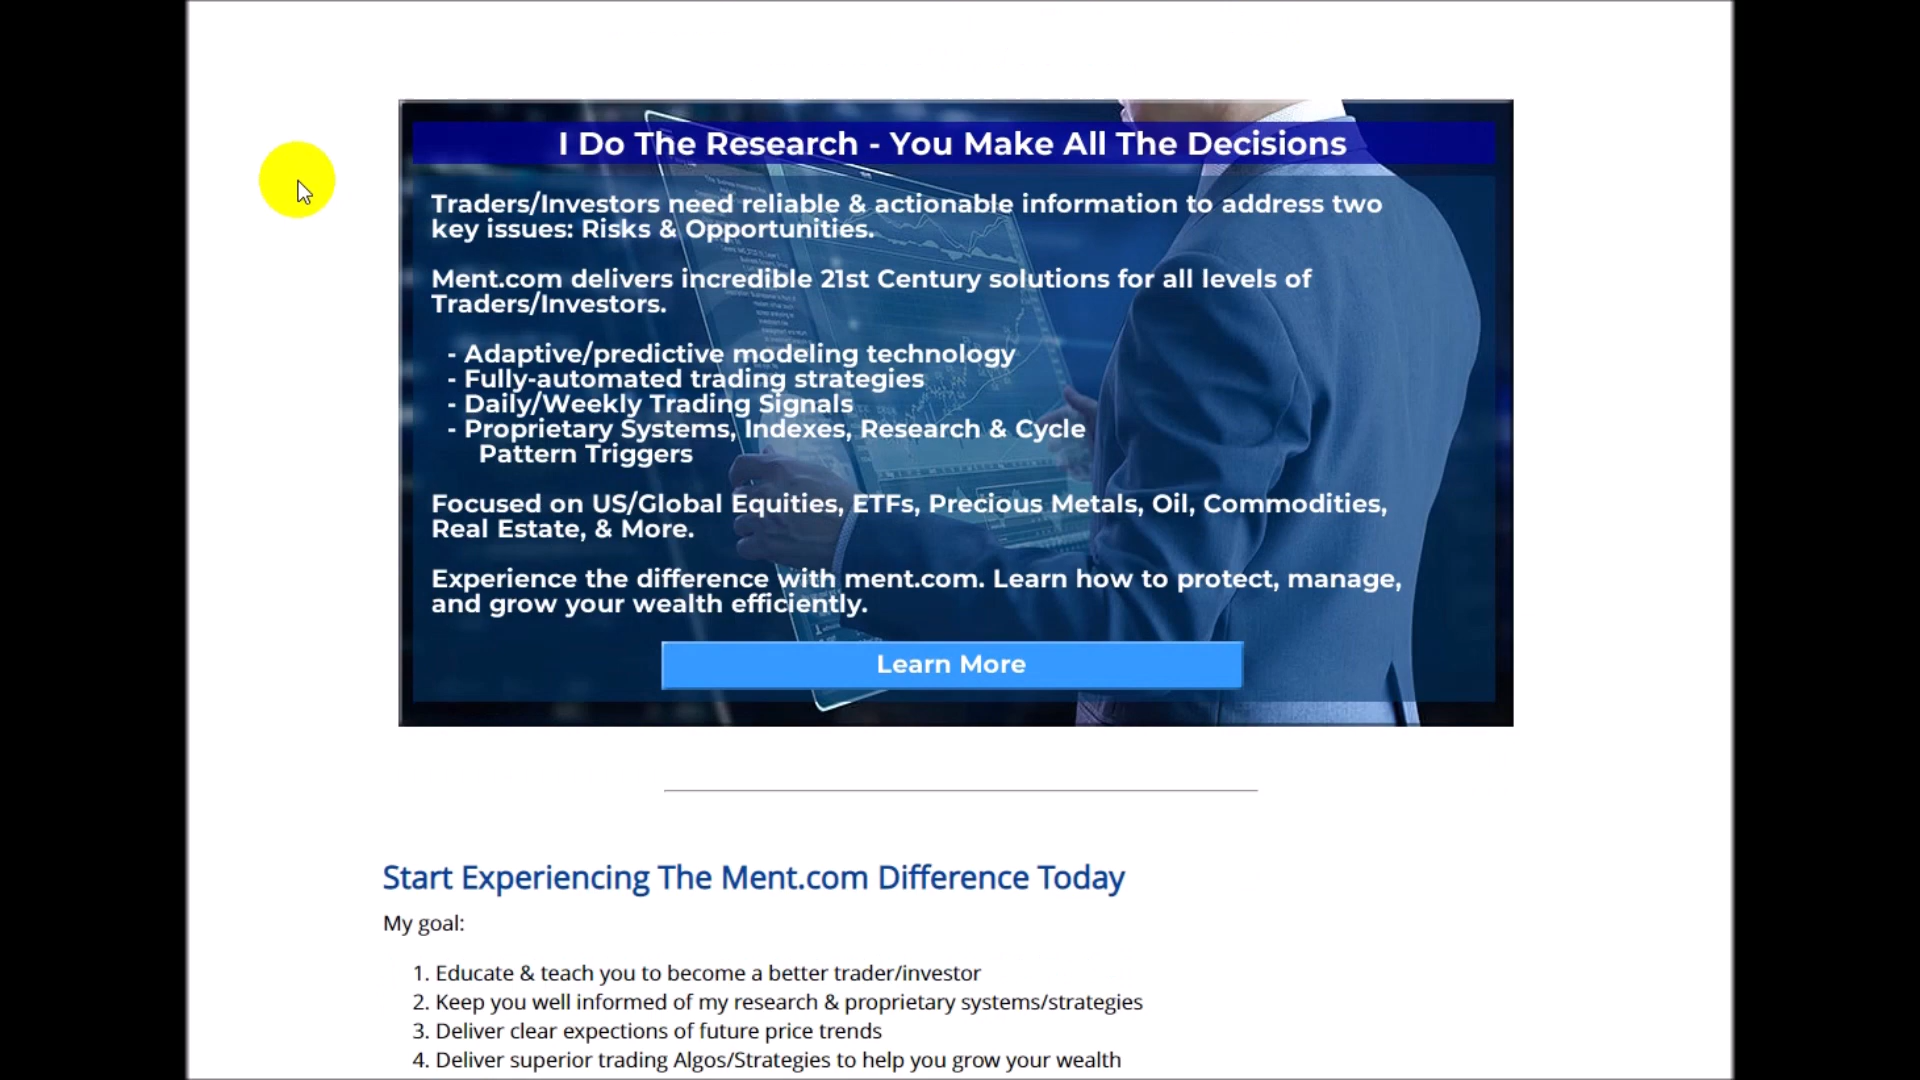 I Do The Research - You Make All The Decisions
Traders/Investors need reliable & actionable information to address two
key issues: Risks & Opportunities.
Ment.com delivers incredible 21st Century solutions for all levels of
Traders/Investors.
- Adaptive/predictive modeling technology
- Fully-automated trading strategies
- Daily/Weekly Trading Signals
- Proprietary Systems, Indexes, Research & Cycle
Pattern Triggers
Focused on US/Global Equities, ETFs, Precious Metals, Oil, Commodities,
Real Estate, & More.
Experience the difference with ment.com. Learn how to protect, manage,
and grow your wealth efficiently.
Learn More
Start Experiencing The Ment.com Difference Today
My goal:
1. Educate & teach you to become a better trader/investor
2. Keep you well informed of my research & proprietary systems/strategies
3. Deliver clear expections of future price trends
4. Deliver superior trading Algos/Strategies to help you grow your wealth